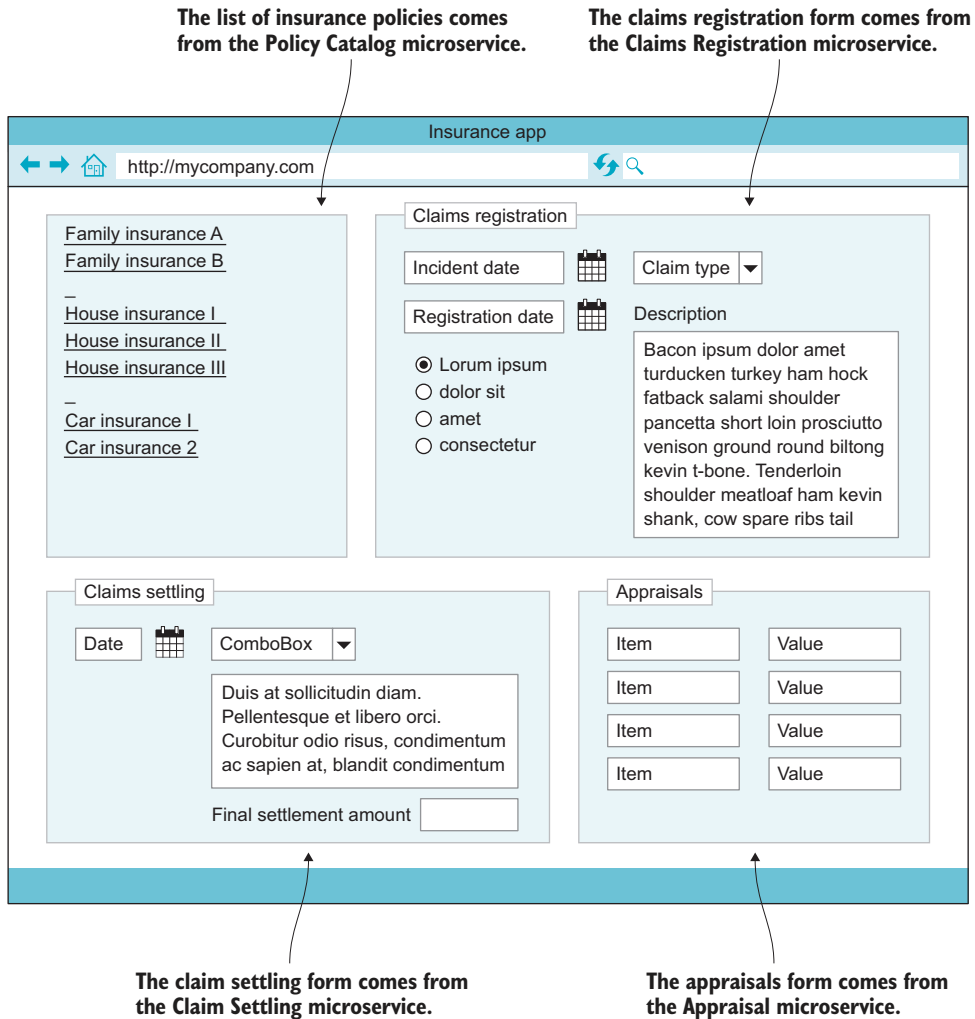 The list of insurance policies comes
from the Policy Catalog microservice.
The claims registration form comes from
the Claims Registration microservice.
Insurance app
http://mycompany.com
Family insurance A
Family insurance B
_
House insurance I
House insurance II
House insurance III
_
Car insurance I
Car insurance 2
Claims registration
Incident date
Claim type
Registration date
Description
Lorum ipsum
dolor sit
amet
consectetur
Bacon ipsum dolor amet
turducken turkey ham hock
fatback salami shoulder
pancetta short loin prosciutto
venison ground round biltong
kevin t-bone. Tenderloin
shoulder meatloaf ham kevin
shank, cow spare ribs tail
Claims settling
Date
ComboBox
Duis at sollicitudin diam.
Pellentesque et libero orci.
Curobitur odio risus, condimentum
ac sapien at, blandit condimentum
Final settlement amount
Appraisals
Item Value
Item Value
Item Value
Item Value
The claim settling form comes from
the Claim Settling microservice.
The appraisals form comes from
the Appraisal microservice.